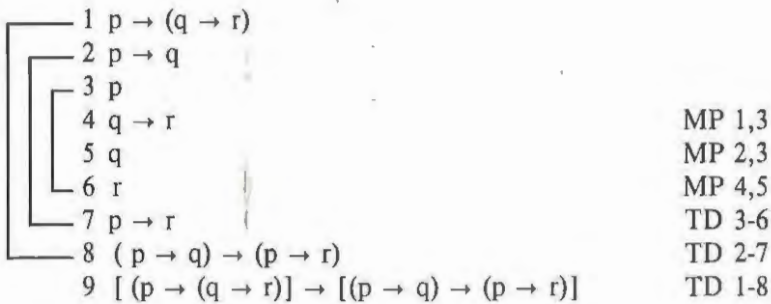 1 p → (q → r)
2 p → q
3 p
4 q → r MP 1,3
5 q MP 2,3
6 r MP 4,5
7 p → r TD 3-6
8 ( p → q) → (p → r) TD 2-7
9 [ (p → (q → r)] → [(p → q) → (p → r)] TD 1-8